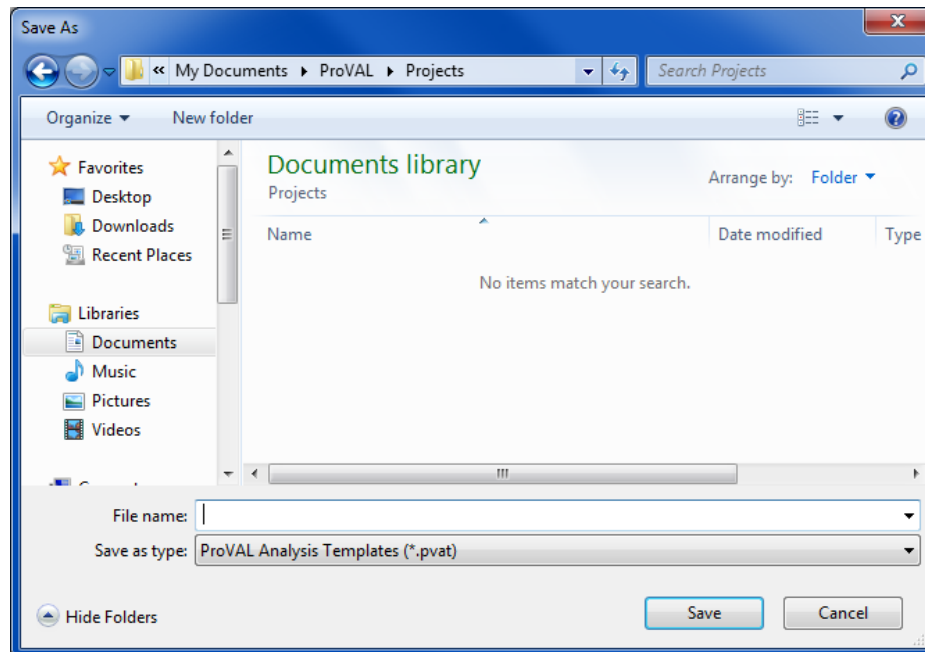 Save As
« My Documents ▸ ProVAL ▸ Projects
Search Projects
Organize
New folder
Favorites
Desktop
Downloads
Recent Places
Libraries
Documents
Music
Pictures
Videos
Documents library
Projects
Arrange by: Folder
Name
Date modified
Type
No items match your search.
File name:
Save as type: ProVAL Analysis Templates (*.pvat)
Hide Folders
Save
Cancel